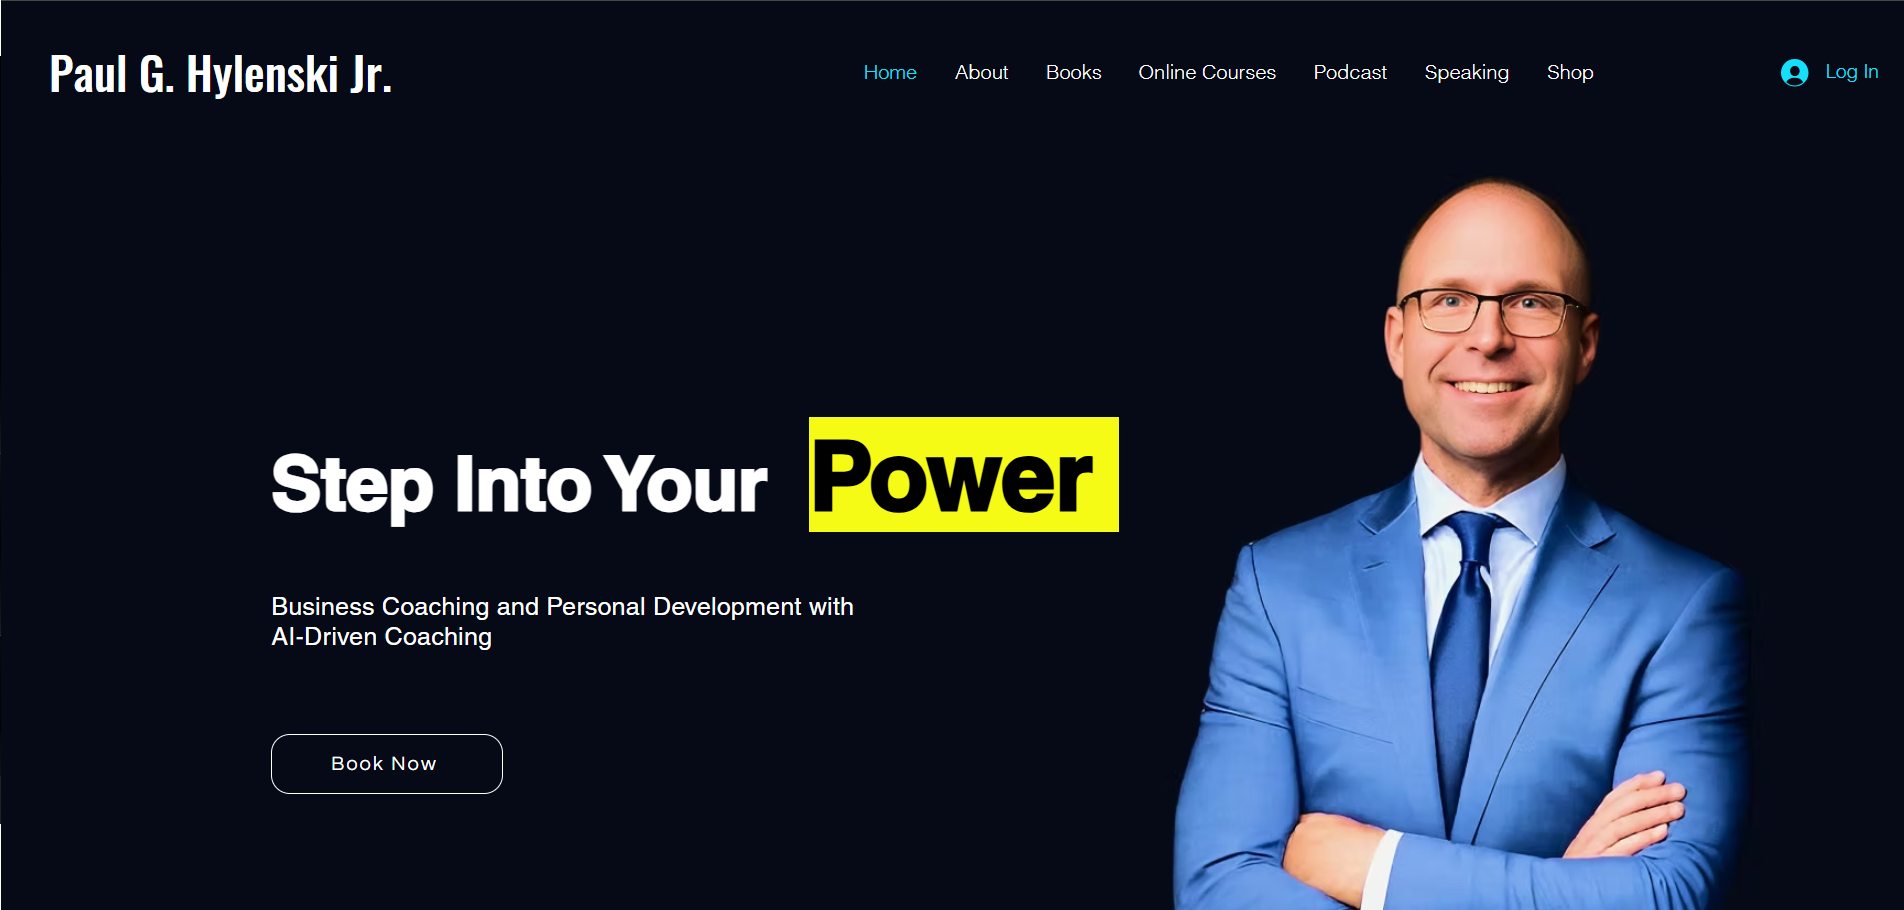 Paul G. Hylenski Jr.
Home About Books Online Courses Podcast Speaking Shop
Log In
Step Into Your Power
Business Coaching and Personal Development with
AI-Driven Coaching
Book Now